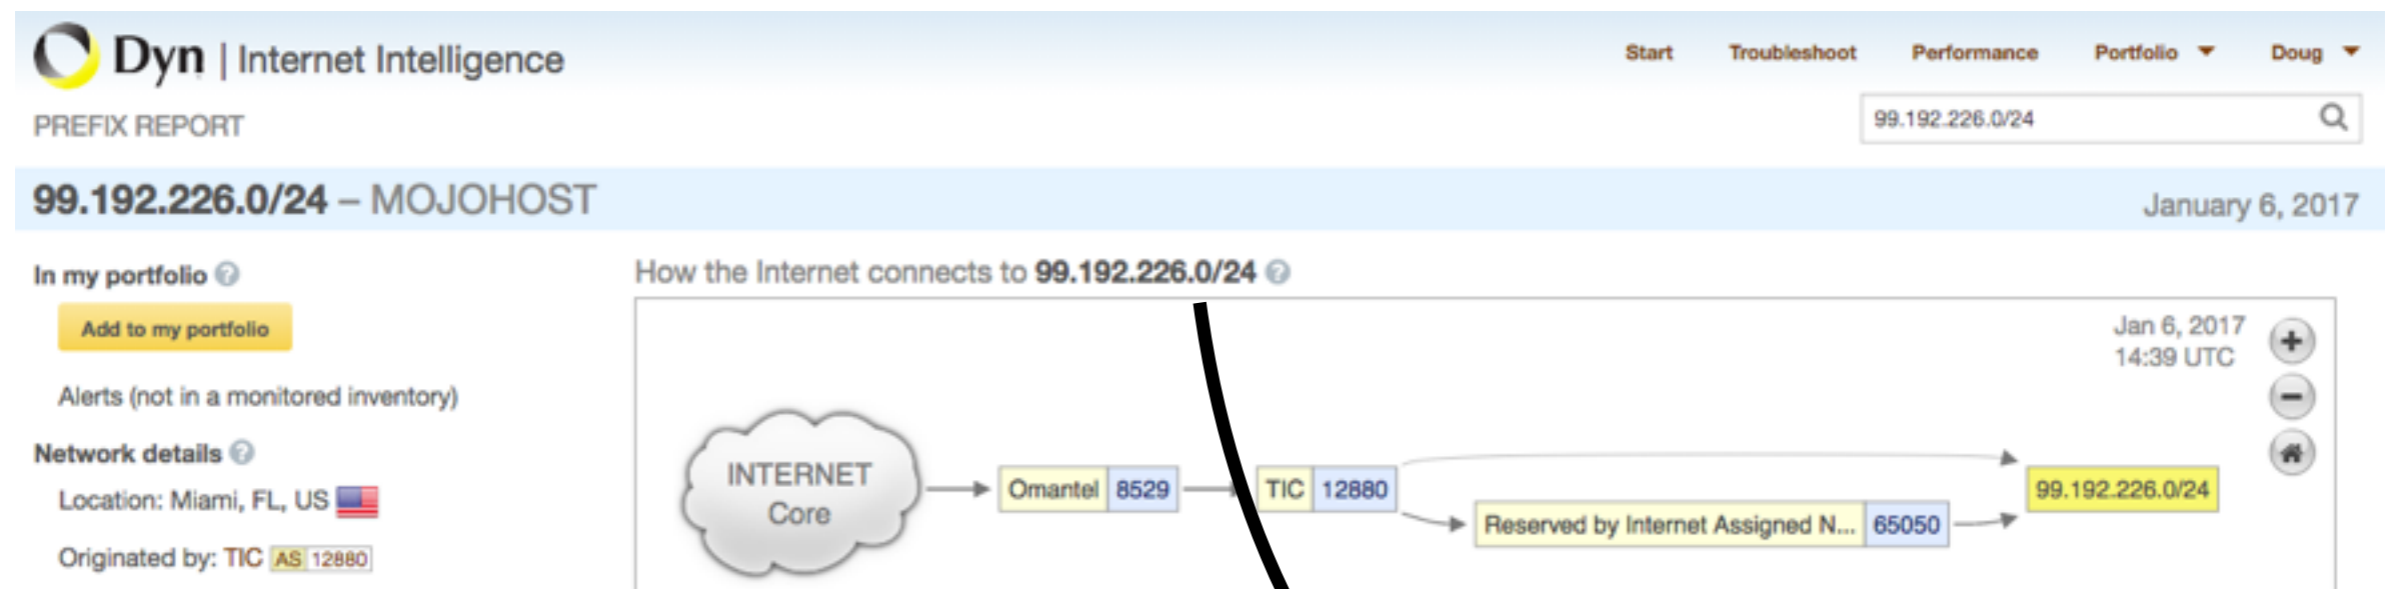 Dyn | Internet Intelligence
Start Troubleshoot Performance Portfolio Doug
PREFIX REPORT
99.192.226.0/24
99.192.226.0/24 – MOJOHOST
January 6, 2017
In my portfolio ?
Add to my portfolio
Alerts (not in a monitored inventory)
Network details ?
Location: Miami, FL, US
Originated by: TIC AS 12880
How the Internet connects to 99.192.226.0/24 ?
Jan 6, 2017
14:39 UTC
INTERNET
Core
Omantel 8529
TIC 12880
Reserved by Internet Assigned N... 65050
99.192.226.0/24